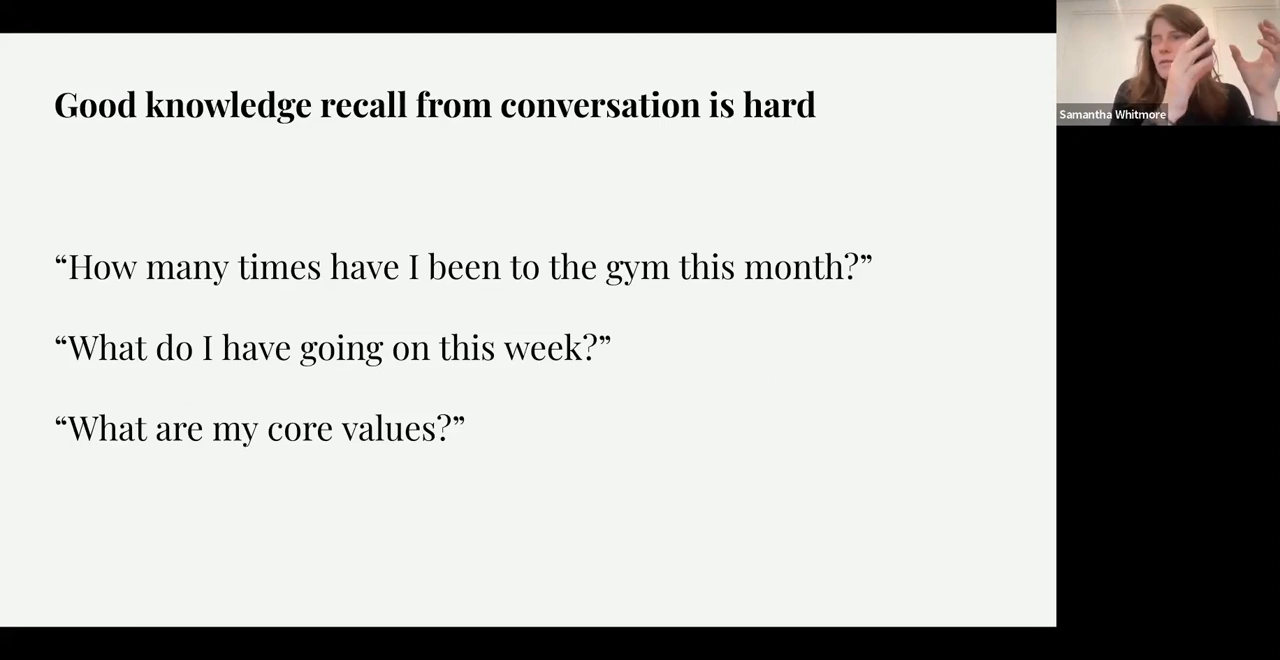 Good knowledge recall from conversation is hard
“How many times have I been to the gym this month?”
“What do I have going on this week?”
“What are my core values?”
Samantha Whitmore